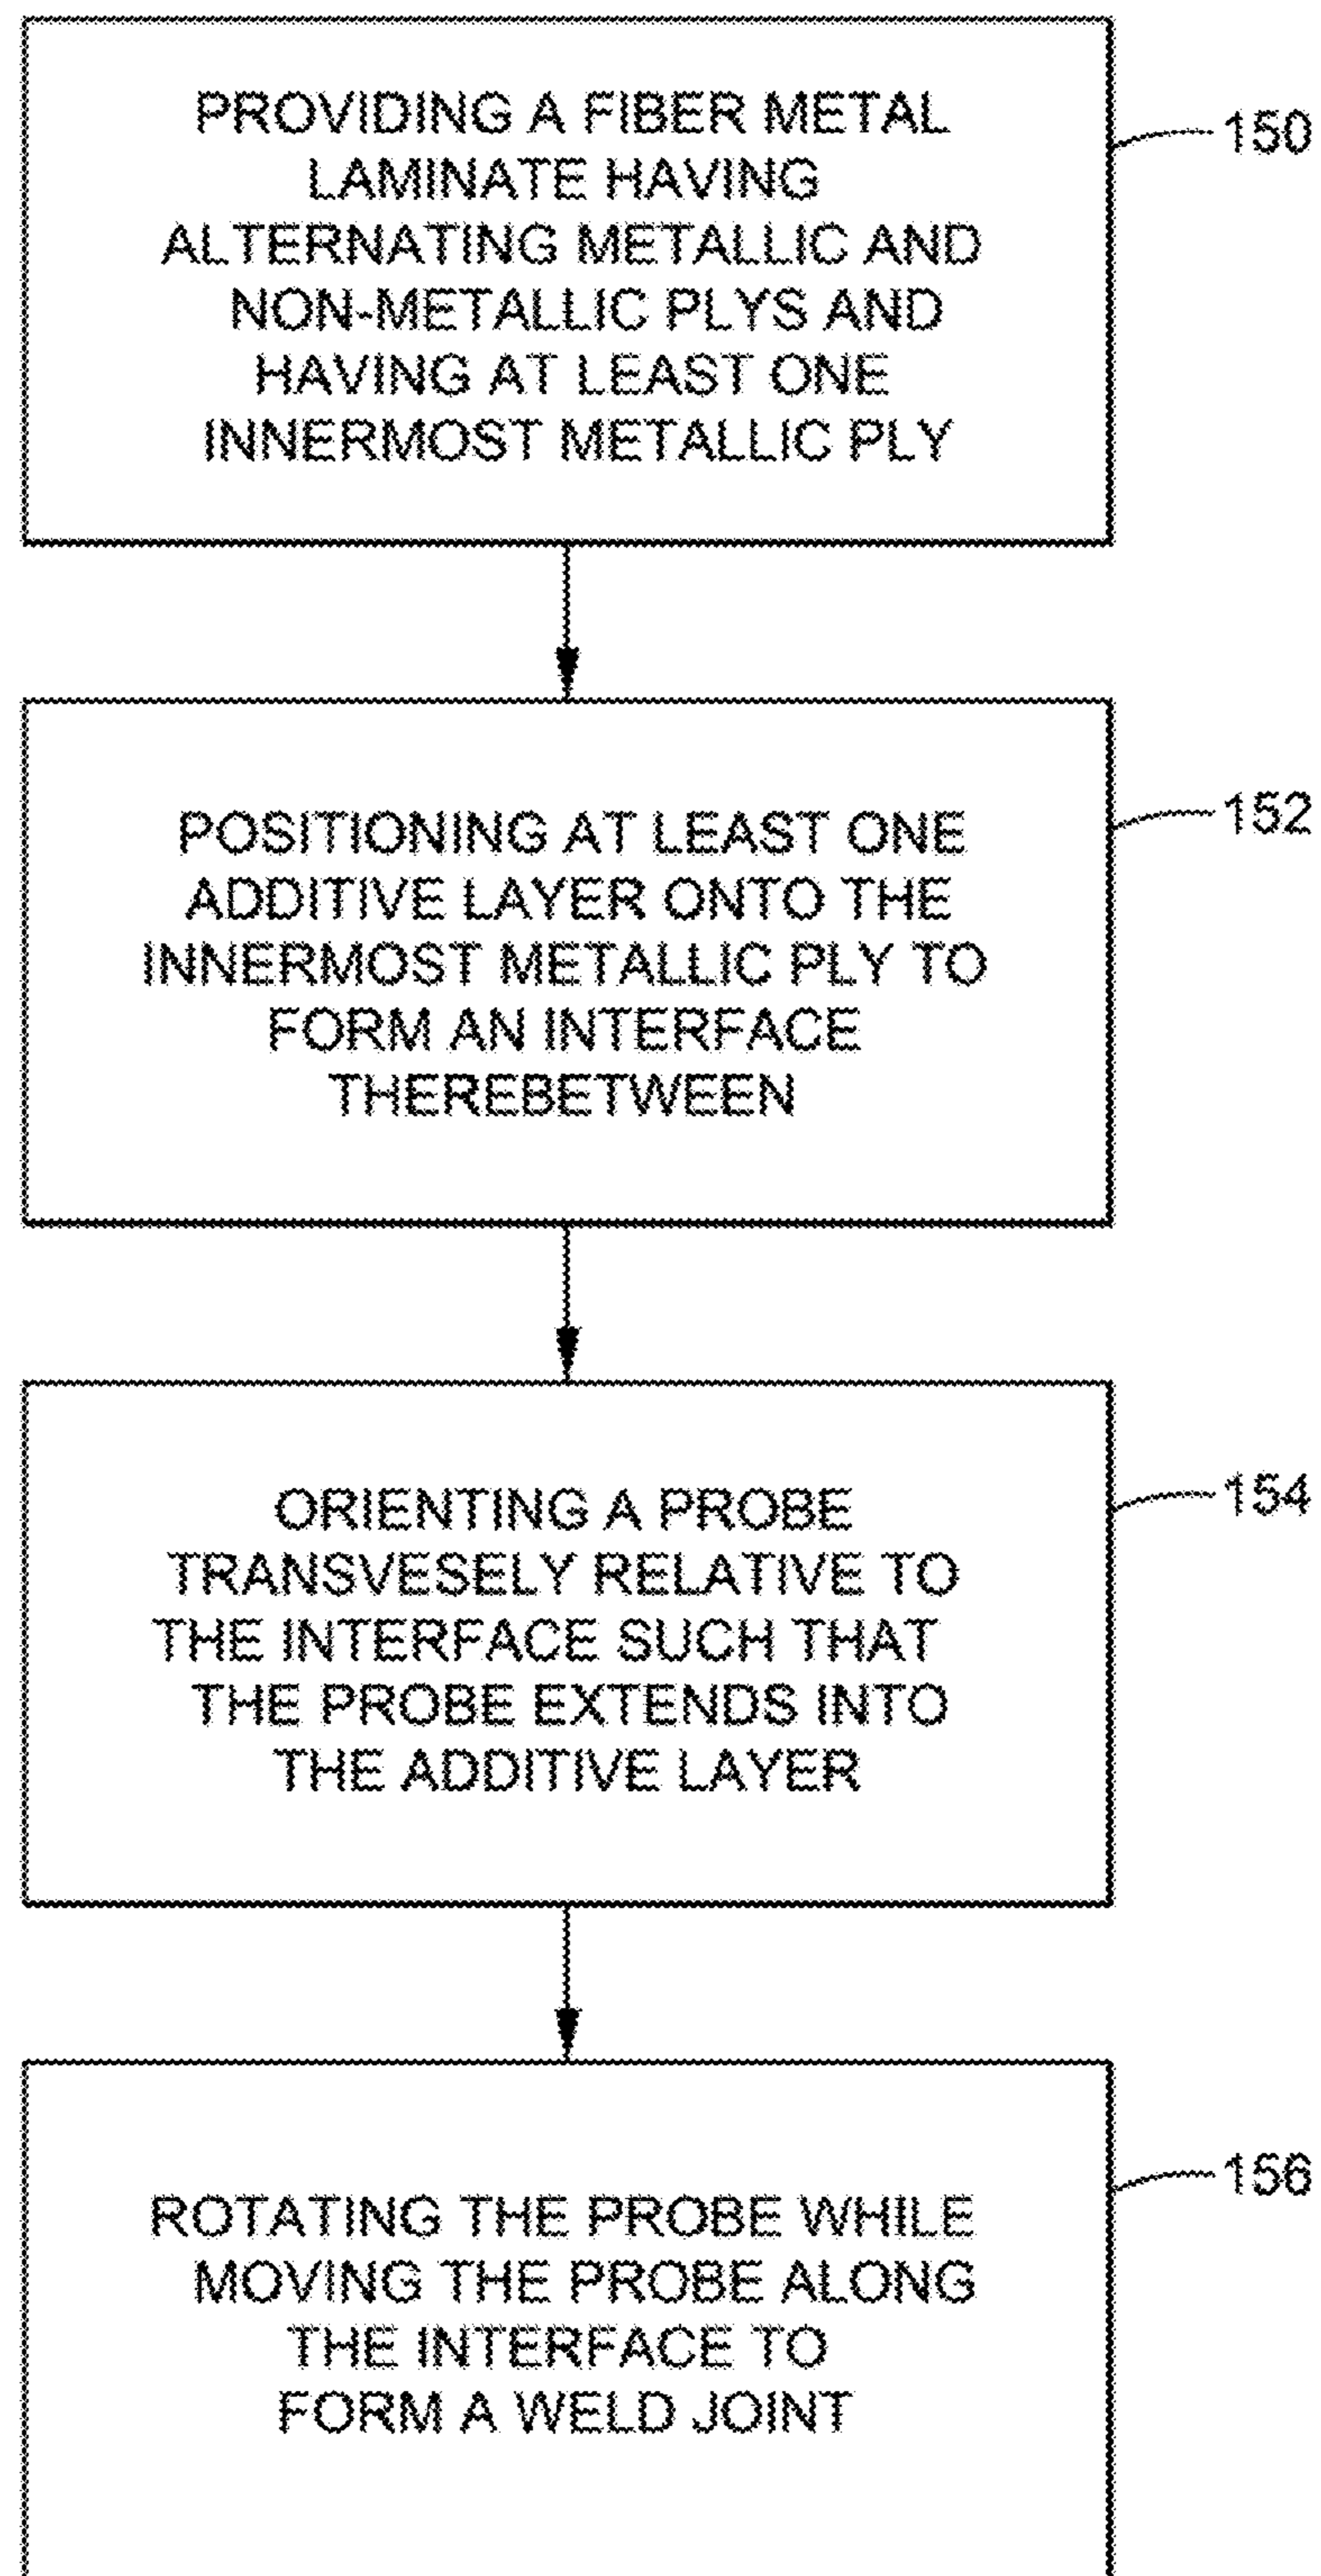 PROVIDING A FIBER METAL
LAMINATE HAVING
ALTERNATING METALLIC AND
NON-METALLIC PLYS AND
HAVING AT LEAST ONE
INNERMOST METALLIC PLY
150
POSITIONING AT LEAST ONE
ADDITIVE LAYER ONTO THE
INNERMOST METALLIC PLY TO
FORM AN INTERFACE
THEREBETWEEN
152
ORIENTING A PROBE
TRANSVESELY RELATIVE TO
THE INTERFACE SUCH THAT
THE PROBE EXTENDS INTO
THE ADDITIVE LAYER
154
ROTATING THE PROBE WHILE
MOVING THE PROBE ALONG
THE INTERFACE TO
FORM A WELD JOINT
156